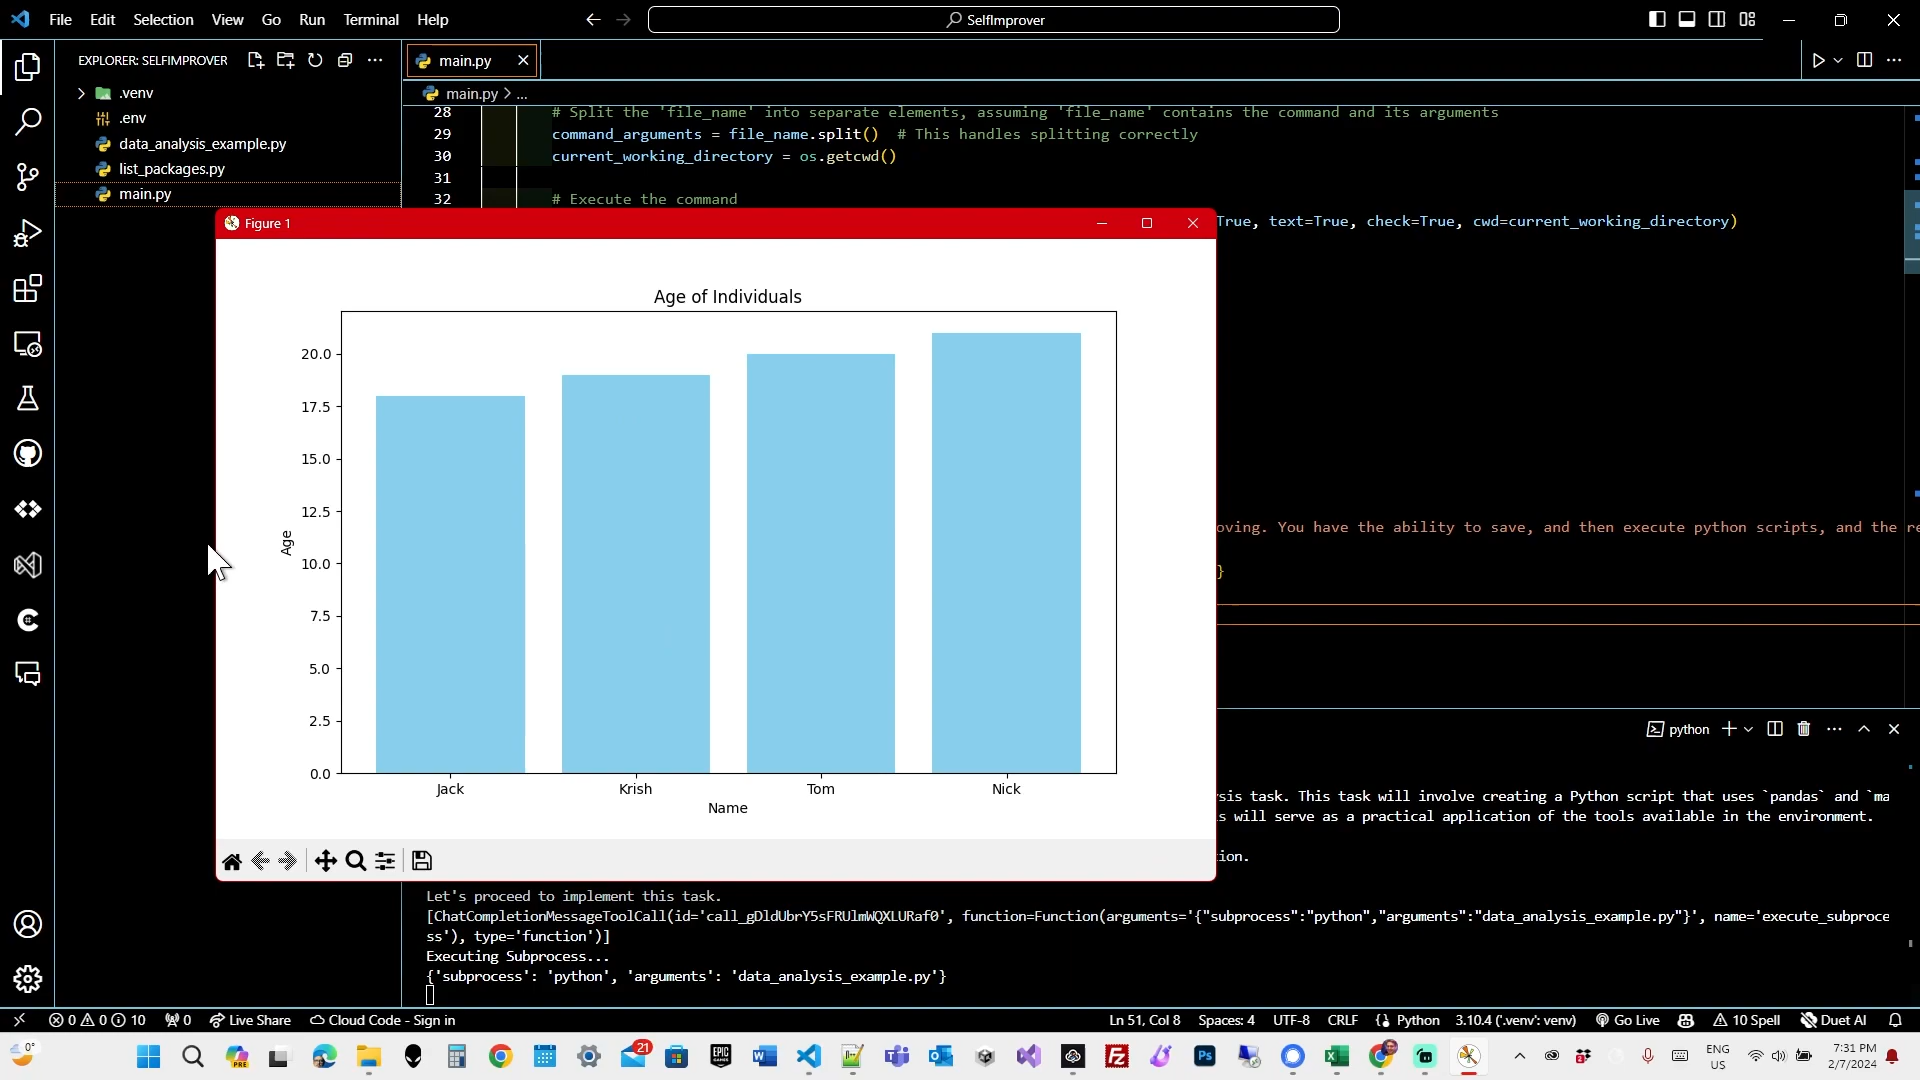 File Edit Selection View Go Run Terminal Help
SelfImprover
EXPLORER: SELFIMPROVER
.venv
.env
data_analysis_example.py
list_packages.py
main.py
main.py
main.py > ...
28 # Split the 'file_name' into separate elements, assuming 'file_name' contains the command and its arguments
29 command_arguments = file_name.split() # This handles splitting correctly
30 current_working_directory = os.getcwd()
31
32 # Execute the command
True, text=True, check=True, cwd=current_working_directory)
oving. You have the ability to save, and then execute python scripts, and the re
}
Figure 1
Age of Individuals
20.0
17.5
15.0
12.5
10.0
7.5
5.0
2.5
0.0
Age
Jack Krish Tom Nick
Name
python
sis task. This task will involve creating a Python script that uses `pandas` and `ma
s will serve as a practical application of the tools available in the environment.
ion.
Let's proceed to implement this task.
[ChatCompletionMessageToolCall(id='call_gDldUbrY5sFRUlmWQXLURaf0', function=Function(arguments='{"subprocess":"python","arguments":"data_analysis_example.py"}', name='execute_subproce
ss'), type='function')]
Executing Subprocess...
{'subprocess': 'python', 'arguments': 'data_analysis_example.py'}
0 0 10 0 Live Share Cloud Code - Sign in Ln 51, Col 8 Spaces: 4 UTF-8 CRLF Python 3.10.4 ('.venv': venv) Go Live 10 Spell Duet AI
0°
PRE
21
EPIC
GAMES
Ps
ENG
US
7:31 PM
2/7/2024